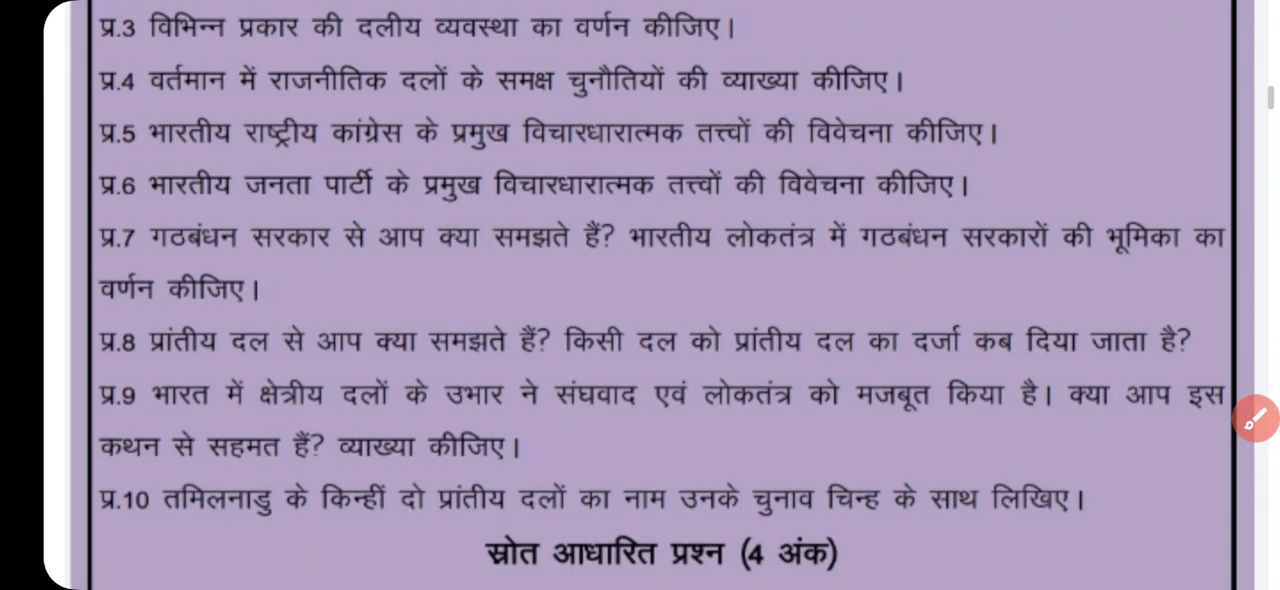 प्र.3 विभिन्न प्रकार की दलीय व्यवस्था का वर्णन कीजिए।
प्र.4 वर्तमान में राजनीतिक दलों के समक्ष चुनौतियों की व्याख्या कीजिए।
प्र.5 भारतीय राष्ट्रीय कांग्रेस के प्रमुख विचारधारात्मक तत्त्वों की विवेचना कीजिए।
प्र.6 भारतीय जनता पार्टी के प्रमुख विचारधारात्मक तत्त्वों की विवेचना कीजिए।
प्र.7 गठबंधन सरकार से आप क्या समझते हैं? भारतीय लोकतंत्र में गठबंधन सरकारों की भूमिका का
वर्णन कीजिए।
प्र.8 प्रांतीय दल से आप क्या समझते हैं? किसी दल को प्रांतीय दल का दर्जा कब दिया जाता है?
प्र.9 भारत में क्षेत्रीय दलों के उभार ने संघवाद एवं लोकतंत्र को मजबूत किया है। क्या आप इस
कथन से सहमत हैं? व्याख्या कीजिए।
प्र.10 तमिलनाडु के किन्हीं दो प्रांतीय दलों का नाम उनके चुनाव चिन्ह के साथ लिखिए।
स्रोत आधारित प्रश्न (4 अंक)